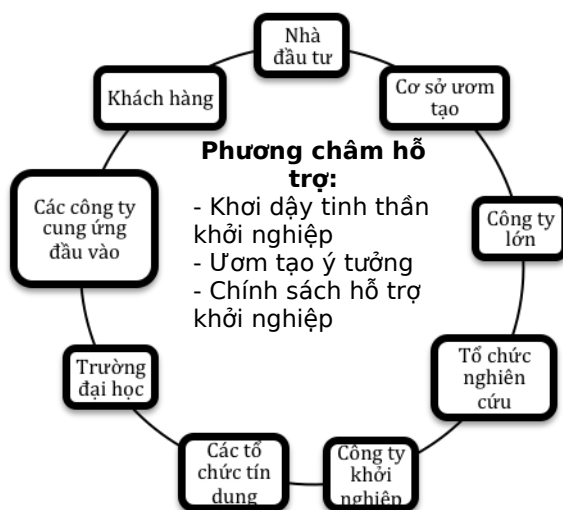 Nhà
đầu tư
Cơ sở ươm
tạo
Công ty
lớn
Tổ chức
nghiên
cứu
Công ty
khởi
nghiệp
Các tổ
chức tín
dụng
Trường
đại học
Các công ty
cung ứng
đầu vào
Khách hàng
Phương châm hỗ
trợ:
- Khơi dậy tinh thần
khởi nghiệp
- Ươm tạo ý tưởng
- Chính sách hỗ trợ
khởi nghiệp